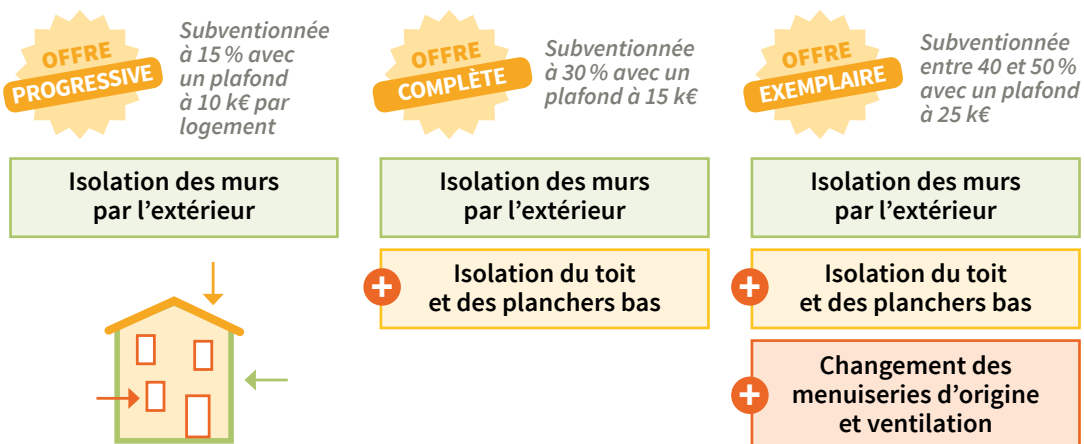 OFFRE
PROGRESSIVE
Subventionnée
à 15 % avec
un plafond
à 10 k€ par
logement
Isolation des murs
par l’extérieur
OFFRE
COMPLÈTE
Subventionnée
à 30 % avec un
plafond à 15 k€
Isolation des murs
par l’extérieur
+
Isolation du toit
et des planchers bas
OFFRE
EXEMPLAIRE
Subventionnée
entre 40 et 50 %
avec un plafond
à 25 k€
Isolation des murs
par l’extérieur
+
Isolation du toit
et des planchers bas
+
Changement des
menuiseries d’origine
et ventilation